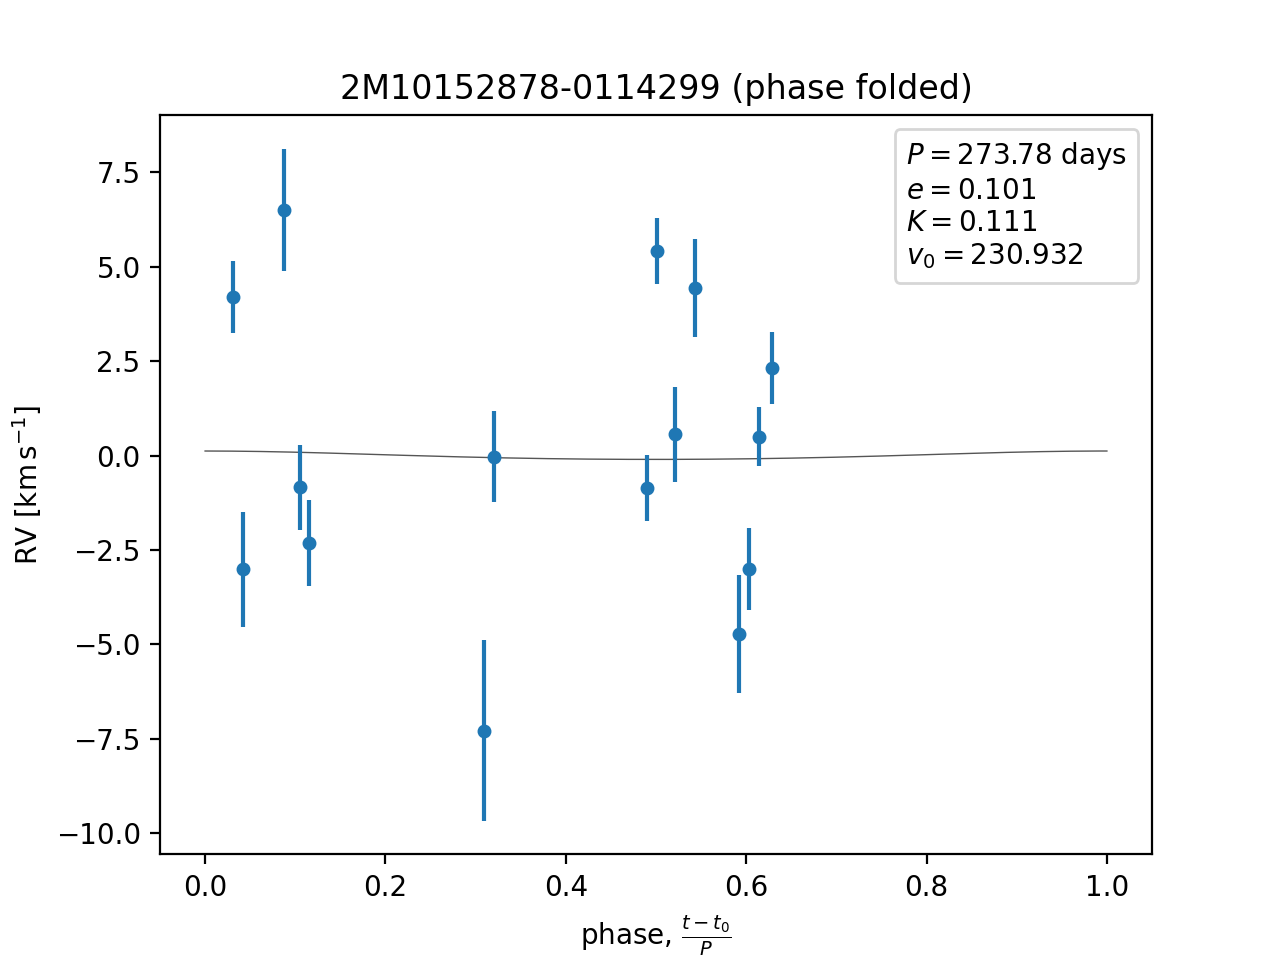 2M10152878-0114299 (phase folded)
P = 273.78 days
e = 0.101
K = 0.111
v₀ = 230.932
7.5
5.0
2.5
0.0
−2.5
−5.0
−7.5
−10.0
RV [km s⁻¹]
0.0 0.2 0.4 0.6 0.8 1.0
phase, (t − t₀)/P